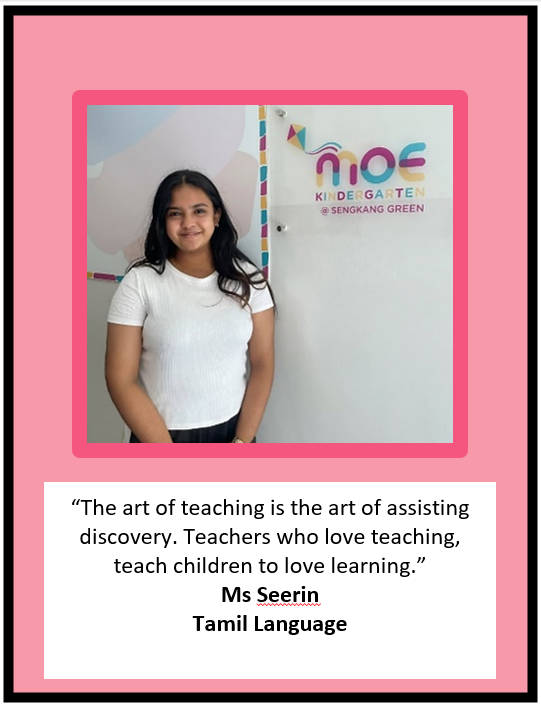 MOE
KINDERGARTEN
@ SENGKANG GREEN
“The art of teaching is the art of assisting
discovery. Teachers who love teaching,
teach children to love learning.”
Ms Seerin
Tamil Language